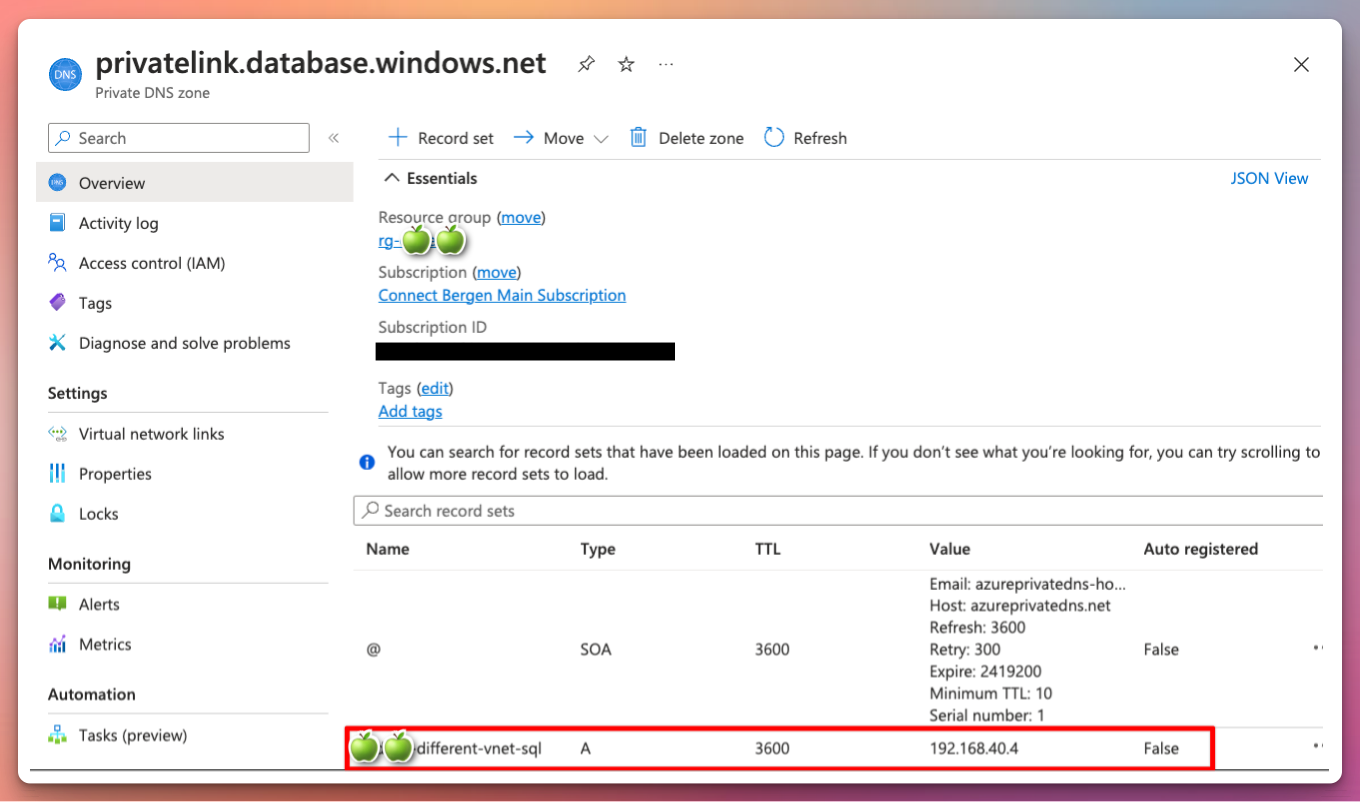 privatelink.database.windows.net ...
DNS
Private DNS zone
Search «
Record set Move Delete zone Refresh
Overview
Activity log
Access control (IAM)
Tags
Diagnose and solve problems
Settings
Virtual network links
Properties
Locks
Monitoring
Alerts
Metrics
Automation
Tasks (preview)
Essentials JSON View
Resource group (move)
rg-
Subscription (move)
Connect Bergen Main Subscription
Subscription ID
Tags (edit)
Add tags
You can search for record sets that have been loaded on this page. If you don't see what you're looking for, you can try scrolling to
allow more record sets to load.
Search record sets
Name Type TTL Value Auto registered
Email: azureprivatedns-ho...
Host: azureprivatedns.net
Refresh: 3600
@ SOA 3600 Retry: 300 False
Expire: 2419200
Minimum TTL: 10
Serial number: 1
different-vnet-sql A 3600 192.168.40.4 False